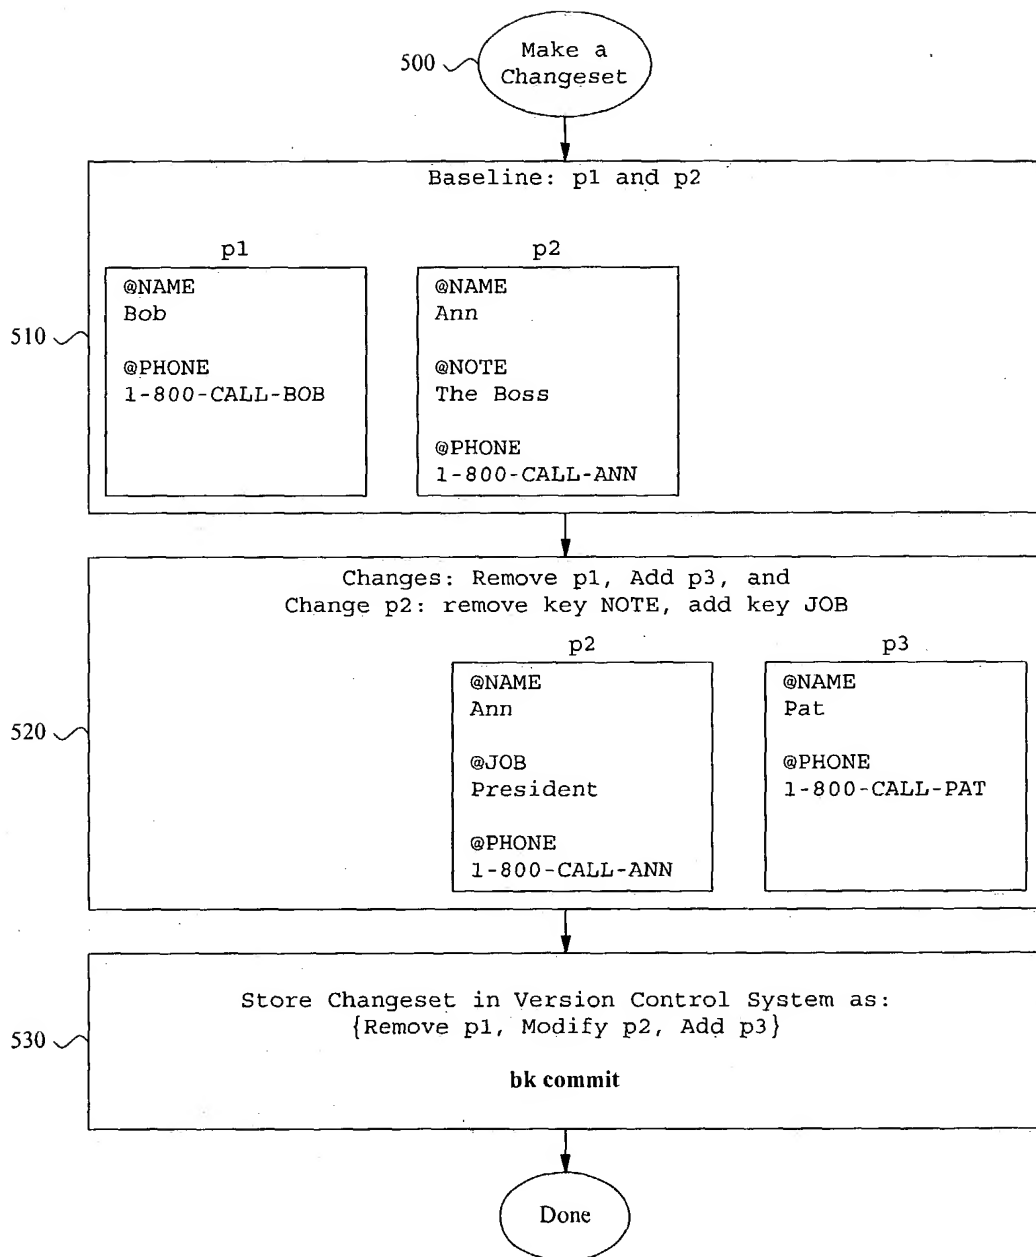 500
Make a
Changeset
Baseline: p1 and p2
p1
@NAME
Bob
@PHONE
1-800-CALL-BOB
p2
@NAME
Ann
@NOTE
The Boss
@PHONE
1-800-CALL-ANN
510
Changes: Remove p1, Add p3, and
Change p2: remove key NOTE, add key JOB
p2
@NAME
Ann
@JOB
President
@PHONE
1-800-CALL-ANN
p3
@NAME
Pat
@PHONE
1-800-CALL-PAT
520
Store Changeset in Version Control System as:
{Remove p1, Modify p2, Add p3}
530
bk commit
Done